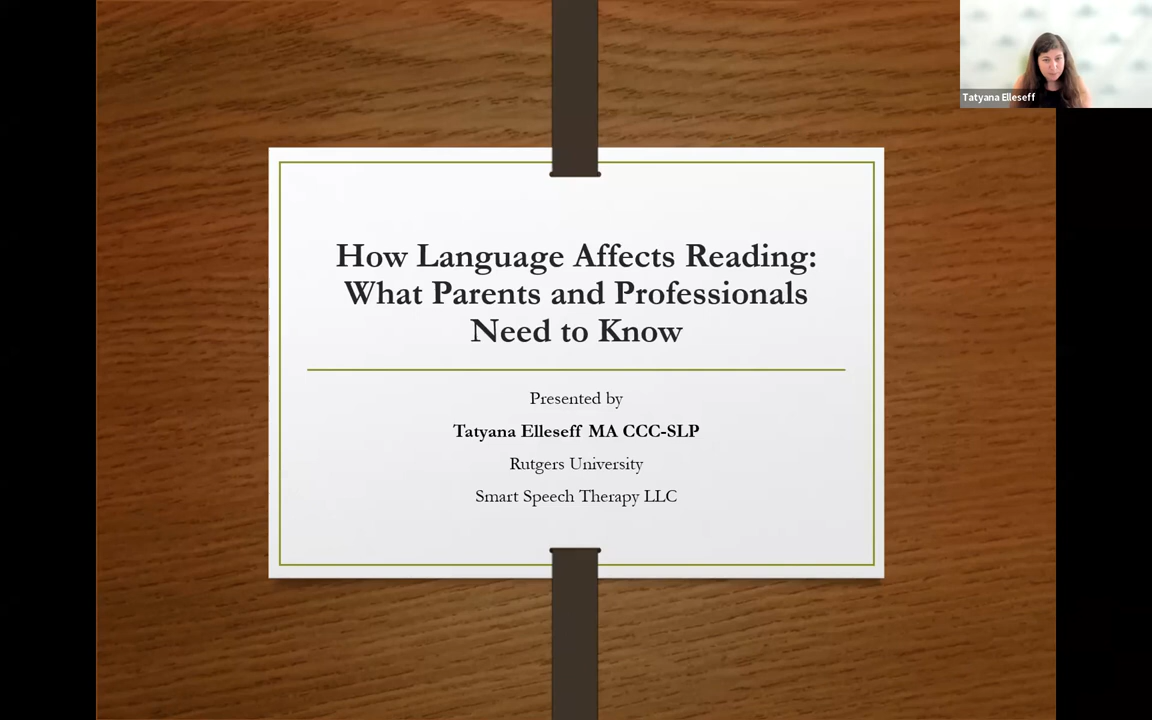 Tatyana Elleseff
How Language Affects Reading:
What Parents and Professionals
Need to Know
Presented by
Tatyana Elleseff MA CCC-SLP
Rutgers University
Smart Speech Therapy LLC